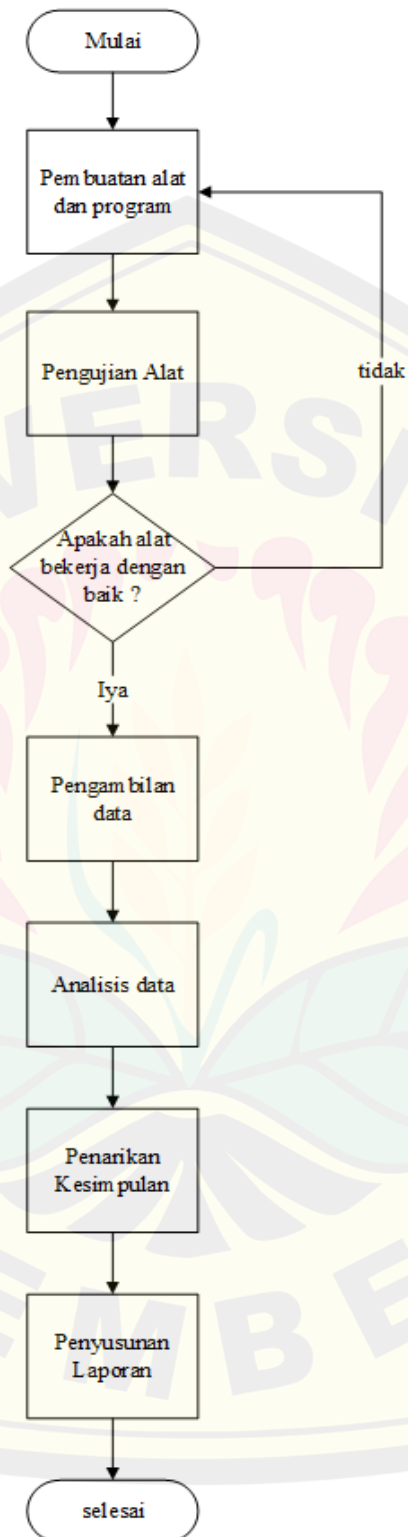 Mulai
Pembuatan alat
dan program
Pengujian Alat
tidak
Apakah alat
bekerja dengan
baik ?
Iya
Pengambilan
data
Analisis data
Penarikan
Kesimpulan
Penyusunan
Laporan
selesai